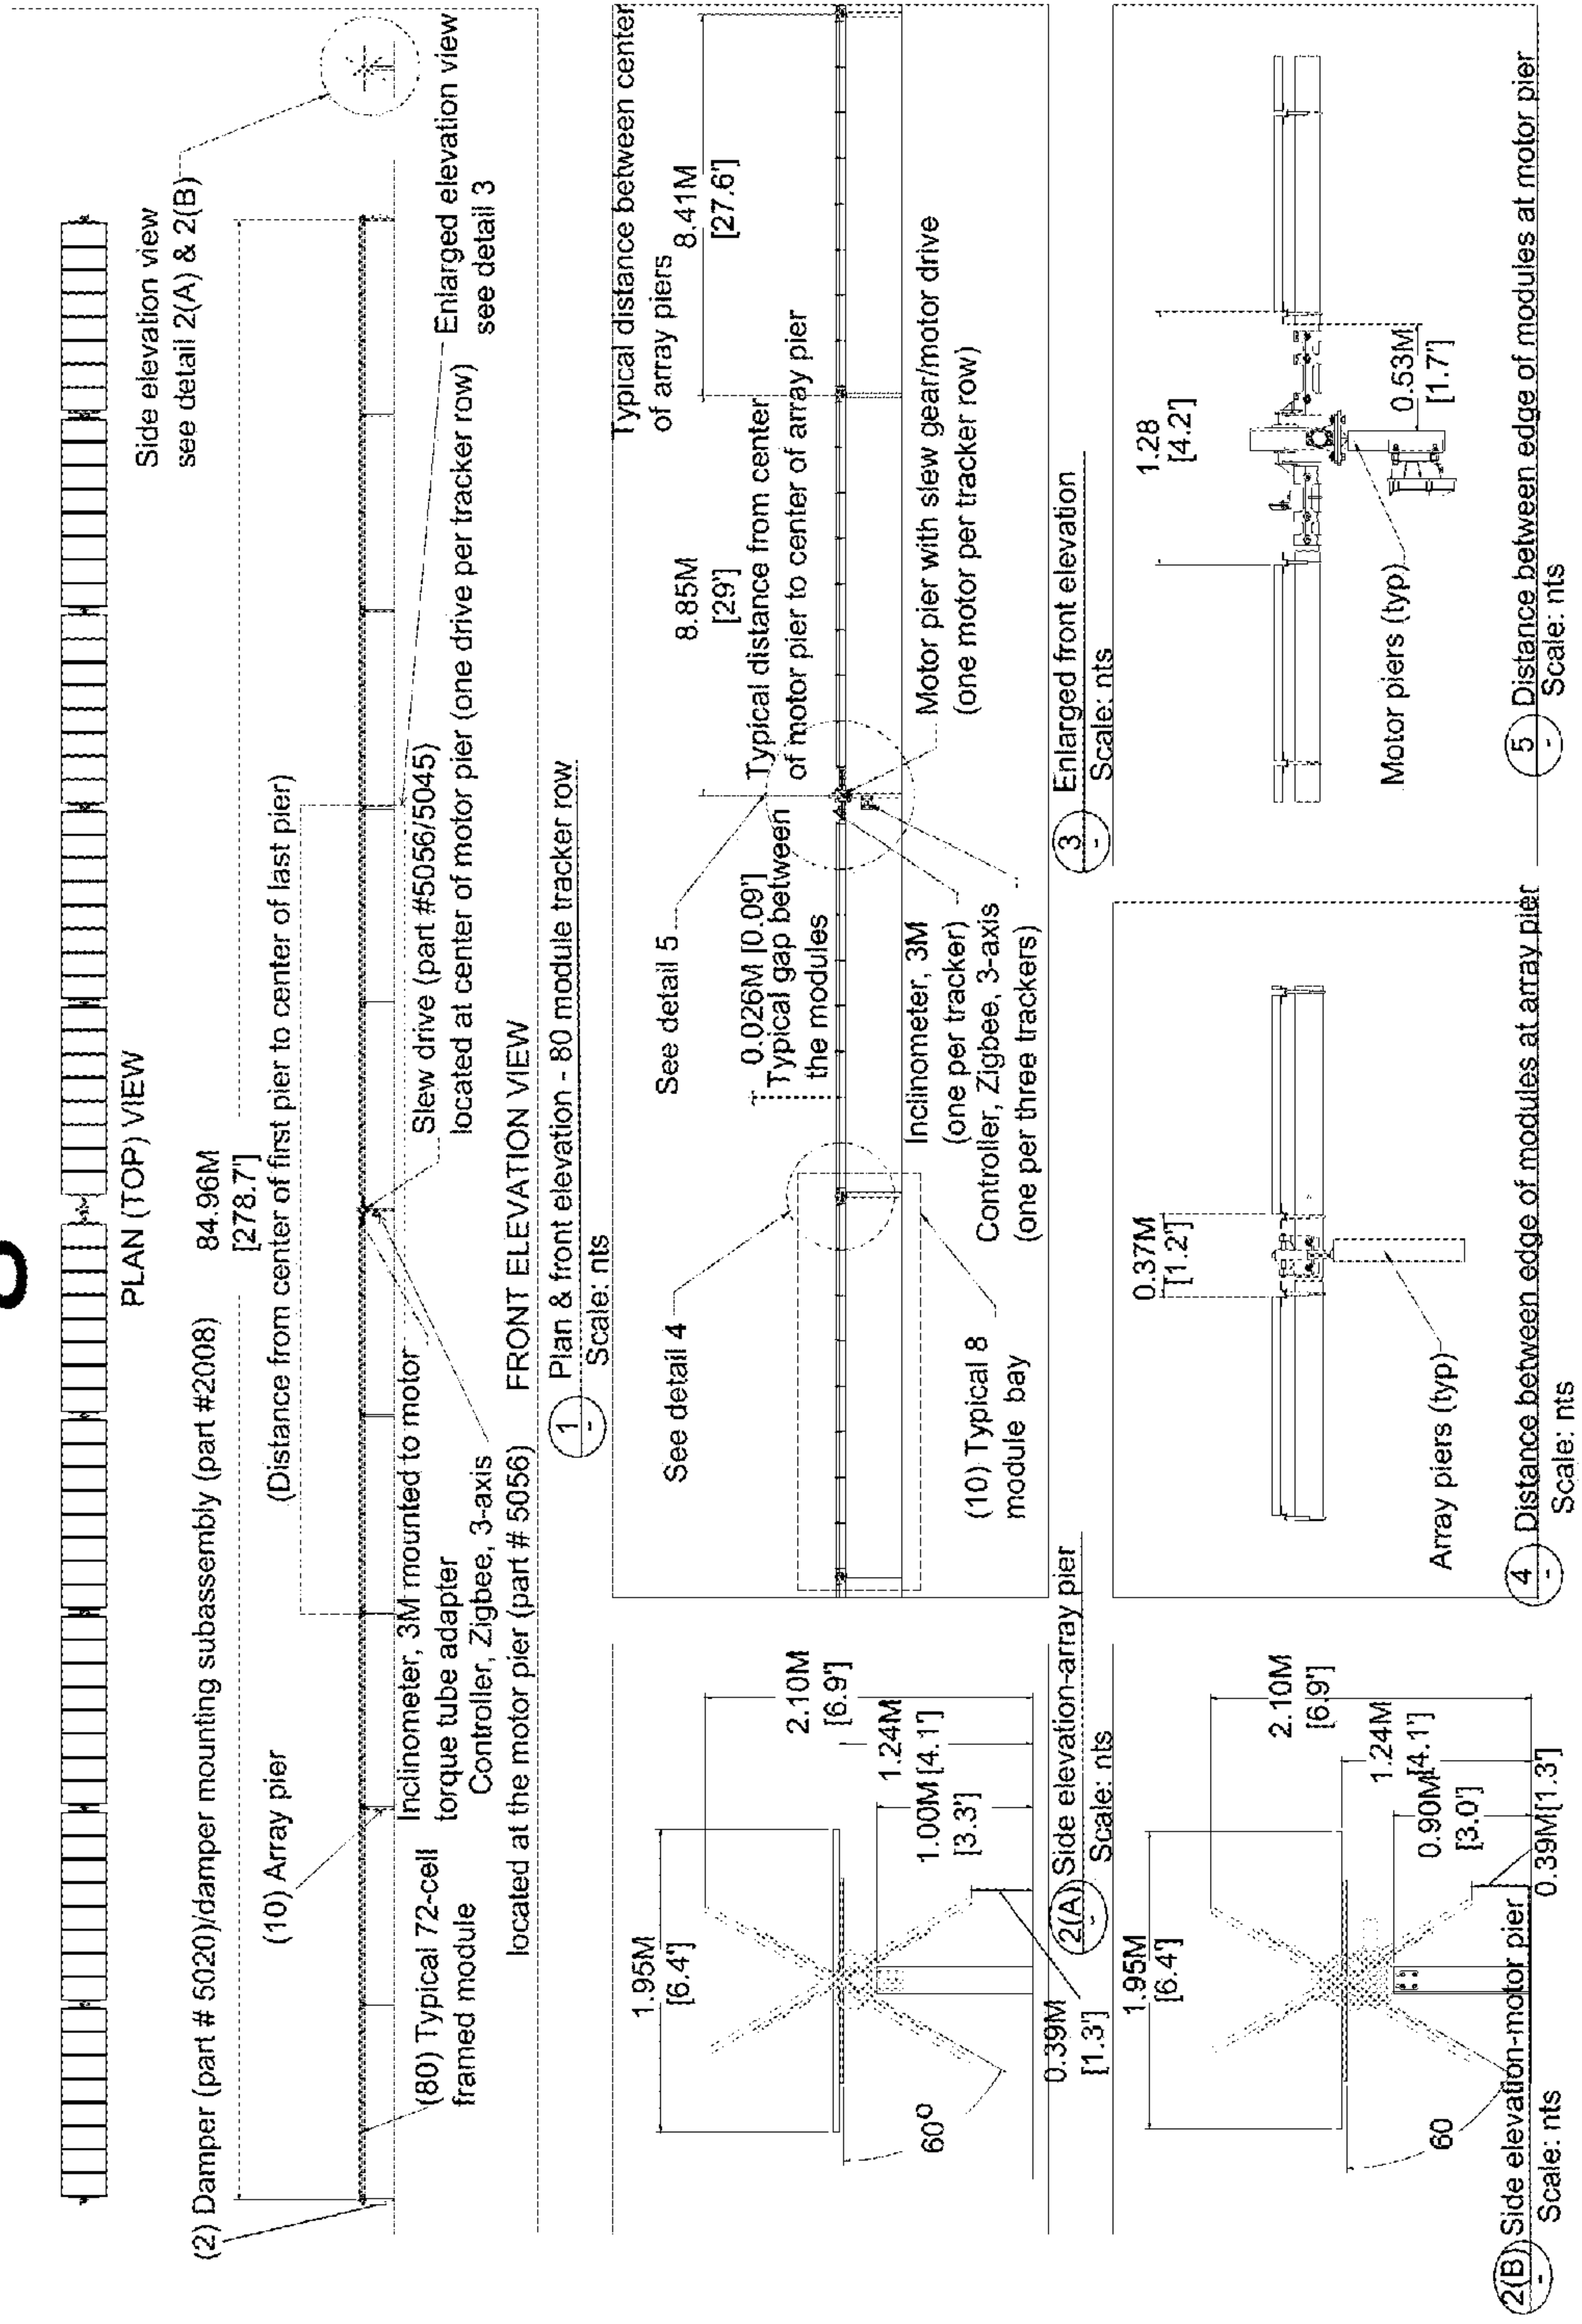 PLAN (TOP) VIEW
Side elevation view
see detail 2(A) & 2(B)
(2) Damper (part # 5020)/damper mounting subassembly (part #2008)
84.96M
[278.7']
(Distance from center of first pier to center of last pier)
(10) Array pier
Enlarged elevation view
see detail 3
(80) Typical 72-cell
framed module
Inclinometer, 3M mounted to motor
torque tube adapter
Controller, Zigbee, 3-axis
located at the motor pier (part # 5056)
Slew drive (part #5056/5045)
located at center of motor pier (one drive per tracker row)
FRONT ELEVATION VIEW
1
-
Plan & front elevation - 80 module tracker row
Scale: nts
1.95M
[6.4']
2.10M
[6.9']
1.24M
[4.1']
1.00M
[3.3']
0.39M
[1.3']
60º
2(A)
-
Side elevation-array pier
Scale: nts
See detail 4
See detail 5
0.026M [0.09']
Typical gap between
the modules
8.85M
[29']
Typical distance from center
of motor pier to center of array pier
Typical distance between center
of array piers
8.41M
[27.6']
(10) Typical 8
module bay
Inclinometer, 3M
(one per tracker)
Controller, Zigbee, 3-axis
(one per three trackers)
Motor pier with slew gear/motor drive
(one motor per tracker row)
3
-
Enlarged front elevation
Scale: nts
1.95M
[6.4']
2.10M
[6.9']
1.24M
[4.1']
0.90M
[3.0']
0.39M[1.3']
60
2(B)
-
Side elevation-motor pier
Scale: nts
0.37M
[1.2']
Array piers (typ)
4
-
Distance between edge of modules at array pier
Scale: nts
1.28
[4.2']
0.53M
[1.7']
Motor piers (typ)
5
-
Distance between edge of modules at motor pier
Scale: nts